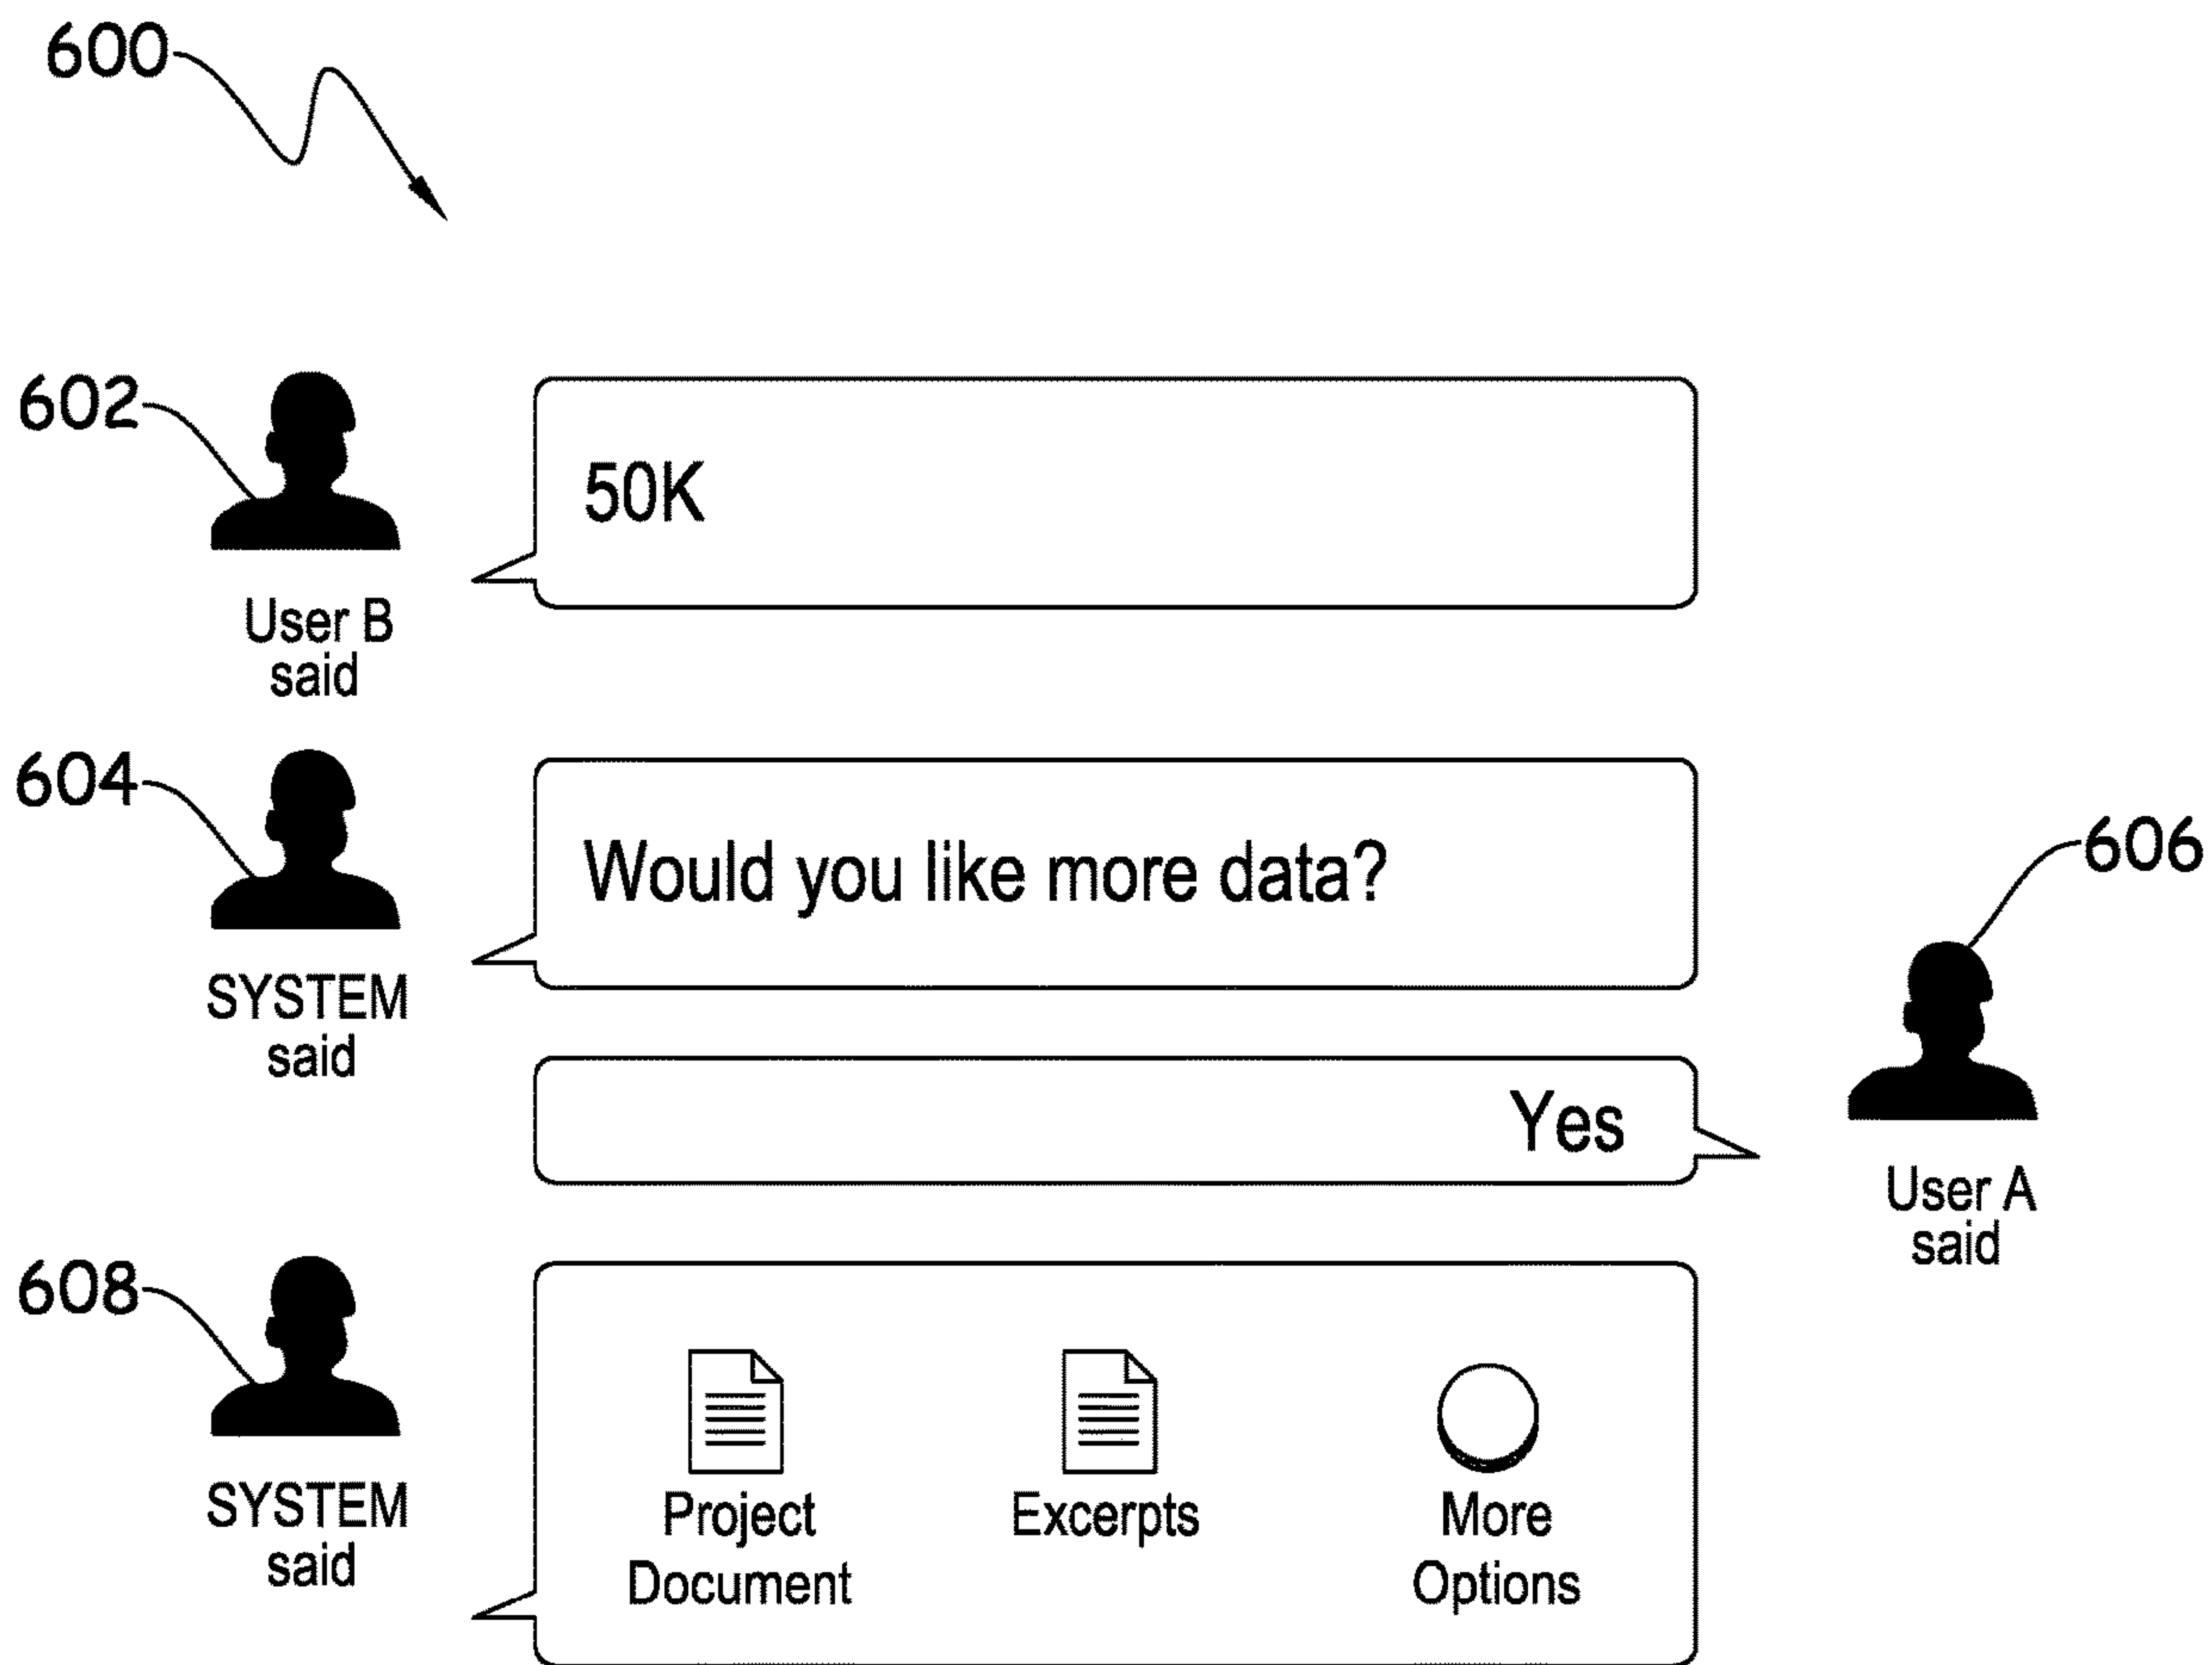 600
602
50K
User B
said
604
Would you like more data?
606
SYSTEM
said
Yes
User A
said
608
Project
Document
Excerpts
More
Options
SYSTEM
said